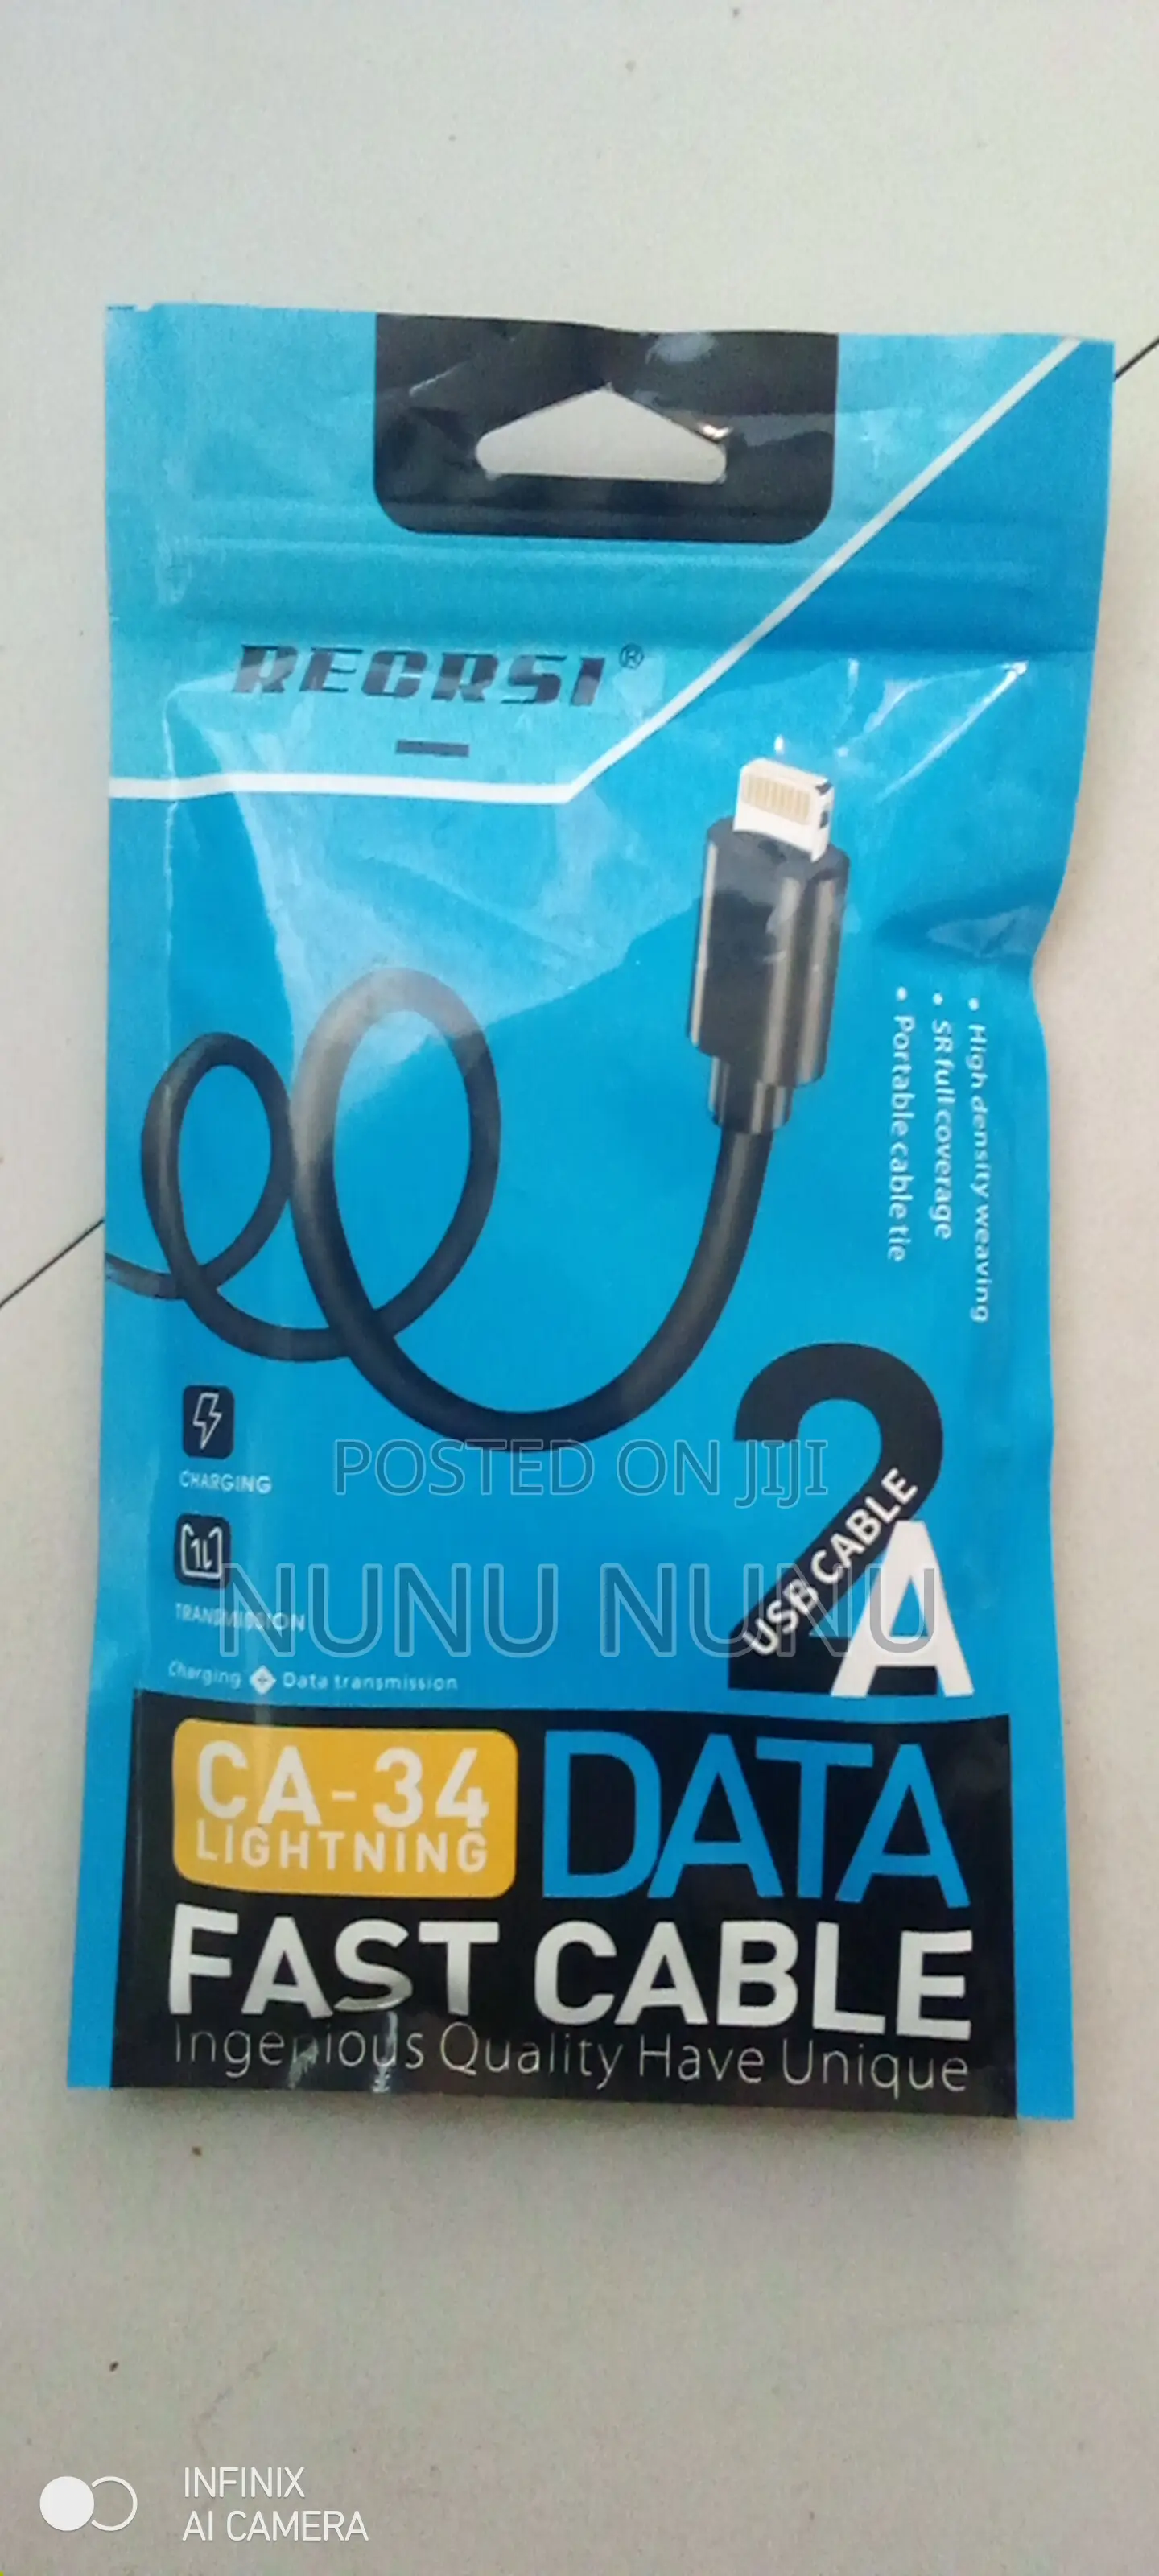 RECRSI®
• High density weaving
• SR full coverage
• Portable cable tie
CHARGING
TRANSMISSION
Charging Data transmission
2A
USB CABLE
POSTED ON JIJI
NUNU NUNU
CA-34
LIGHTNING
DATA
FAST CABLE
Ingenious Quality Have Unique
INFINIX
AI CAMERA